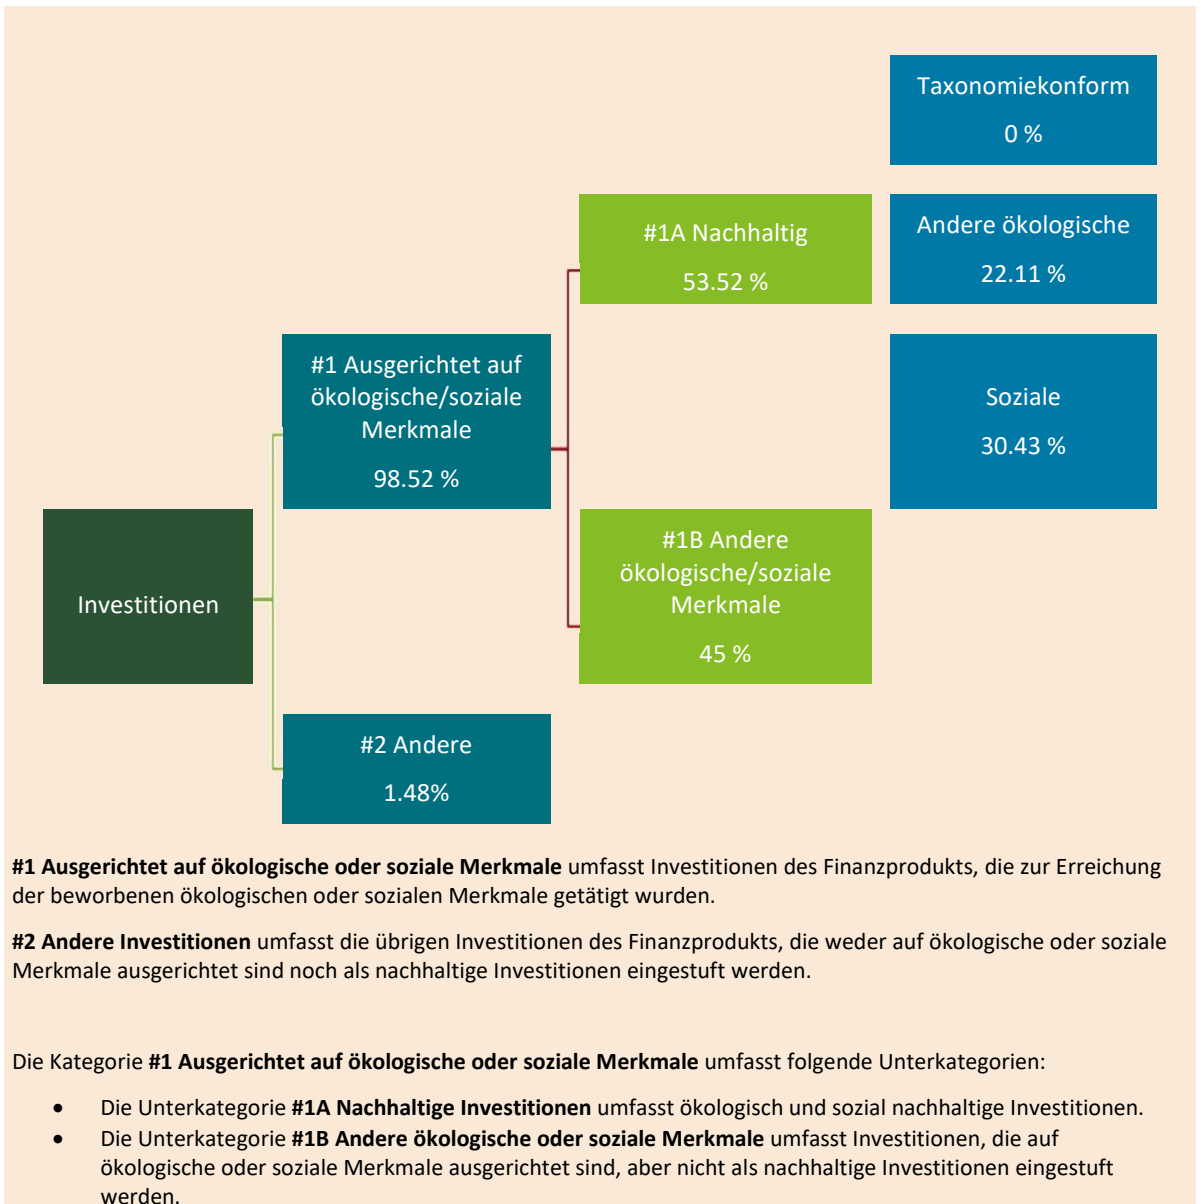 Taxonomiekonform
0 %
#1A Nachhaltig
53.52 %
Andere ökologische
22.11 %
#1 Ausgerichtet auf
ökologische/soziale
Merkmale
98.52 %
Soziale
30.43 %
Investitionen
#1B Andere
ökologische/soziale
Merkmale
45 %
#2 Andere
1.48%
#1 Ausgerichtet auf ökologische oder soziale Merkmale umfasst Investitionen des Finanzprodukts, die zur Erreichung
der beworbenen ökologischen oder sozialen Merkmale getätigt wurden.
#2 Andere Investitionen umfasst die übrigen Investitionen des Finanzprodukts, die weder auf ökologische oder soziale
Merkmale ausgerichtet sind noch als nachhaltige Investitionen eingestuft werden.
Die Kategorie #1 Ausgerichtet auf ökologische oder soziale Merkmale umfasst folgende Unterkategorien:
• Die Unterkategorie #1A Nachhaltige Investitionen umfasst ökologisch und sozial nachhaltige Investitionen.
• Die Unterkategorie #1B Andere ökologische oder soziale Merkmale umfasst Investitionen, die auf
ökologische oder soziale Merkmale ausgerichtet sind, aber nicht als nachhaltige Investitionen eingestuft
werden.